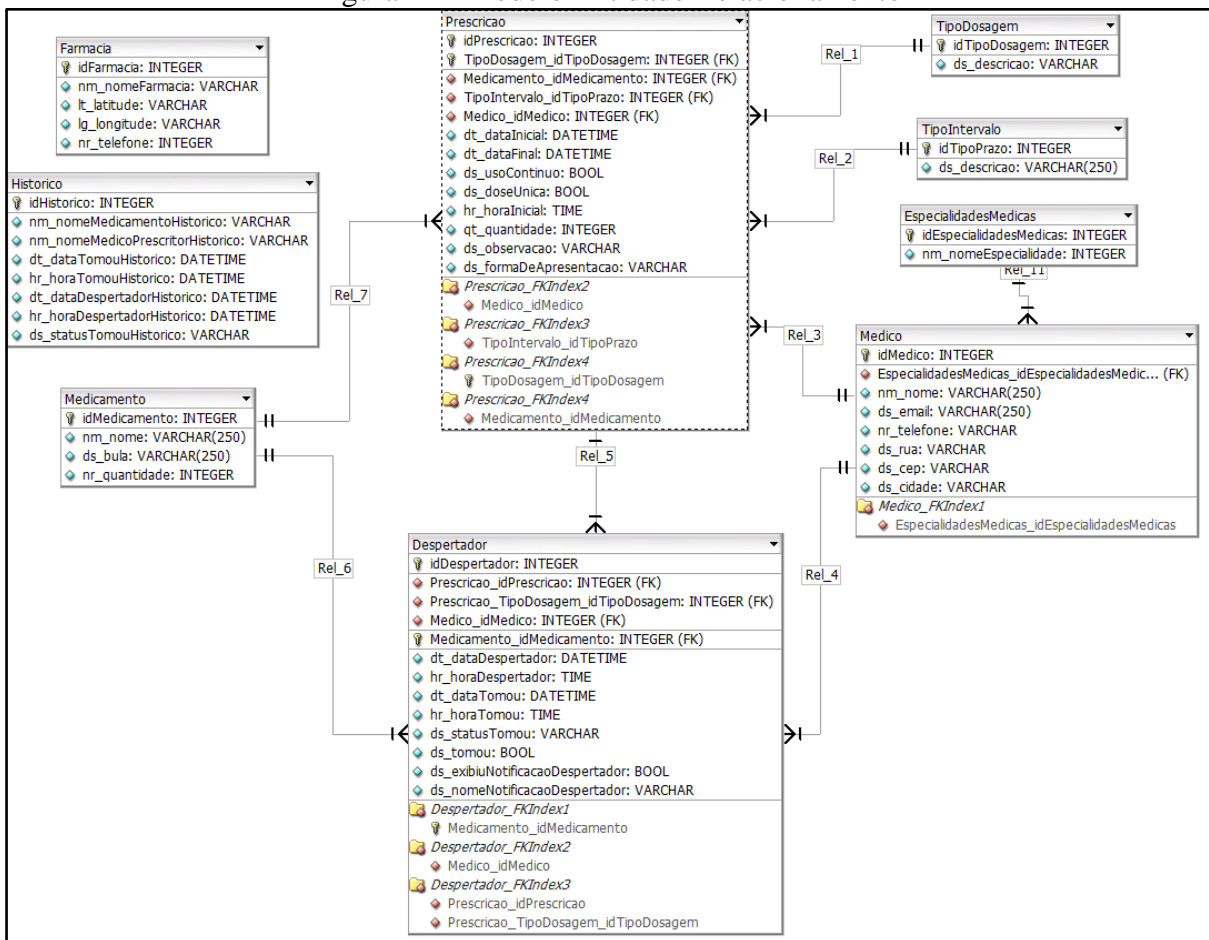 Prescricao
idPrescricao: INTEGER
TipoDosagem_idTipoDosagem: INTEGER (FK)
Medicamento_idMedicamento: INTEGER (FK)
TipoIntervalo_idTipoPrazo: INTEGER (FK)
Medico_idMedico: INTEGER (FK)
dt_dataInicial: DATETIME
dt_dataFinal: DATETIME
ds_usoContinuo: BOOL
ds_doseUnica: BOOL
hr_horaInicial: TIME
qt_quantidade: INTEGER
ds_observacao: VARCHAR
ds_formaDeApresentacao: VARCHAR
Prescricao_FKIndex2
Medico_idMedico
Prescricao_FKIndex3
TipoIntervalo_idTipoPrazo
Prescricao_FKIndex4
TipoDosagem_idTipoDosagem
Prescricao_FKIndex4
Medicamento_idMedicamento
Farmacia
idFarmacia: INTEGER
nm_nomeFarmacia: VARCHAR
lt_latitude: VARCHAR
lg_longitude: VARCHAR
nr_telefone: INTEGER
Historico
idHistorico: INTEGER
nm_nomeMedicamentoHistorico: VARCHAR
nm_nomeMedicoPrescritorHistorico: VARCHAR
dt_dataTomouHistorico: DATETIME
hr_horaTomouHistorico: DATETIME
dt_dataDespertadorHistorico: DATETIME
hr_horaDespertadorHistorico: DATETIME
ds_statusTomouHistorico: VARCHAR
Rel_7
Medicamento
idMedicamento: INTEGER
nm_nome: VARCHAR(250)
ds_bula: VARCHAR(250)
nr_quantidade: INTEGER
Rel_1
TipoDosagem
idTipoDosagem: INTEGER
ds_descricao: VARCHAR
Rel_2
TipoIntervalo
idTipoPrazo: INTEGER
ds_descricao: VARCHAR(250)
EspecialidadesMedicas
idEspecialidadesMedicas: INTEGER
nm_nomeEspecialidade: INTEGER
Rel_11
Rel_3
Medico
idMedico: INTEGER
EspecialidadesMedicas_idEspecialidadesMedic... (FK)
nm_nome: VARCHAR(250)
ds_email: VARCHAR(250)
nr_telefone: VARCHAR
ds_rua: VARCHAR
ds_cep: VARCHAR
ds_cidade: VARCHAR
Medico_FKIndex1
EspecialidadesMedicas_idEspecialidadesMedicas
Rel_5
Rel_6
Rel_4
Despertador
idDespertador: INTEGER
Prescricao_idPrescricao: INTEGER (FK)
Prescricao_TipoDosagem_idTipoDosagem: INTEGER (FK)
Medico_idMedico: INTEGER (FK)
Medicamento_idMedicamento: INTEGER (FK)
dt_dataDespertador: DATETIME
hr_horaDespertador: TIME
dt_dataTomou: DATETIME
hr_horaTomou: TIME
ds_statusTomou: VARCHAR
ds_tomou: BOOL
ds_exibiuNotificacaoDespertador: BOOL
ds_nomeNotificacaoDespertador: VARCHAR
Despertador_FKIndex1
Medicamento_idMedicamento
Despertador_FKIndex2
Medico_idMedico
Despertador_FKIndex3
Prescricao_idPrescricao
Prescricao_TipoDosagem_idTipoDosagem